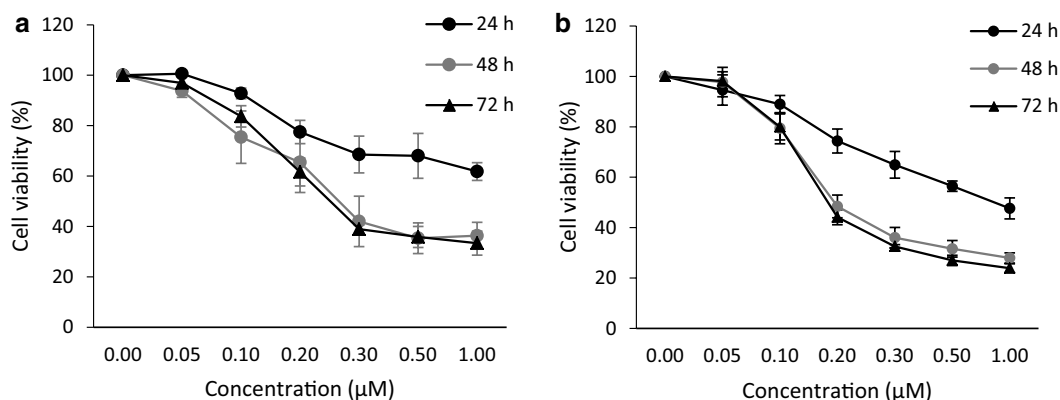 a
120
100
80
60
40
20
0
Cell viability (%)
0.00 0.05 0.10 0.20 0.30 0.50 1.00
Concentration (μM)
24 h
48 h
72 h
b
120
100
80
60
40
20
0
Cell viability (%)
0.00 0.05 0.10 0.20 0.30 0.50 1.00
Concentration (μM)
24 h
48 h
72 h